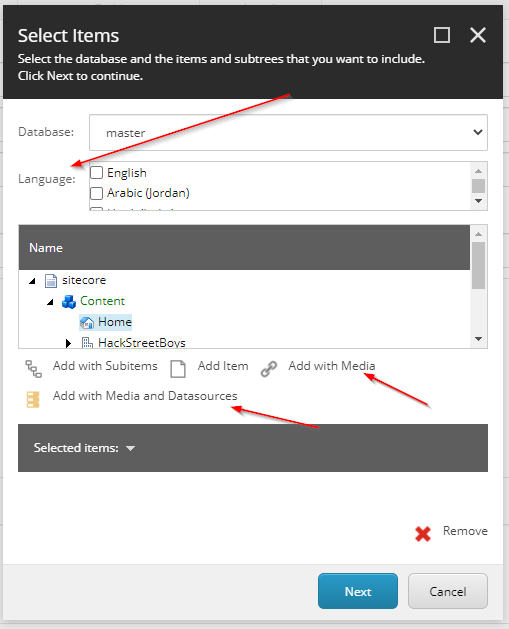 Select Items
Select the database and the items and subtrees that you want to include.
Click Next to continue.
Database: master
Language: English
Arabic (Jordan)
Name
sitecore
Content
Home
HackStreetBoys
Add with Subitems Add Item Add with Media
Add with Media and Datasources
Selected items:
Remove
Next Cancel